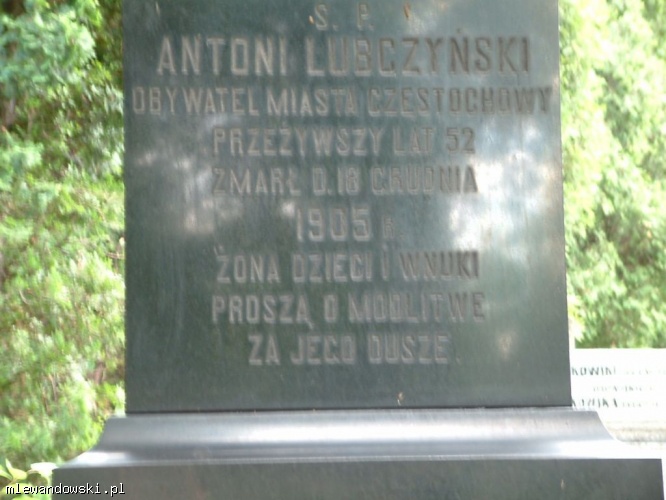 Ś. P.
ANTONI LUBCZYŃSKI
OBYWATEL MIASTA CZĘSTOCHOWY
PRZEŻYWSZY LAT 52
ZMARŁ D. 18 GRUDNIA
1905 R.
ŻONA DZIECI I WNUKI
PROSZĄ O MODLITWĘ
ZA JEGO DUSZĘ
mlewandowski.pl